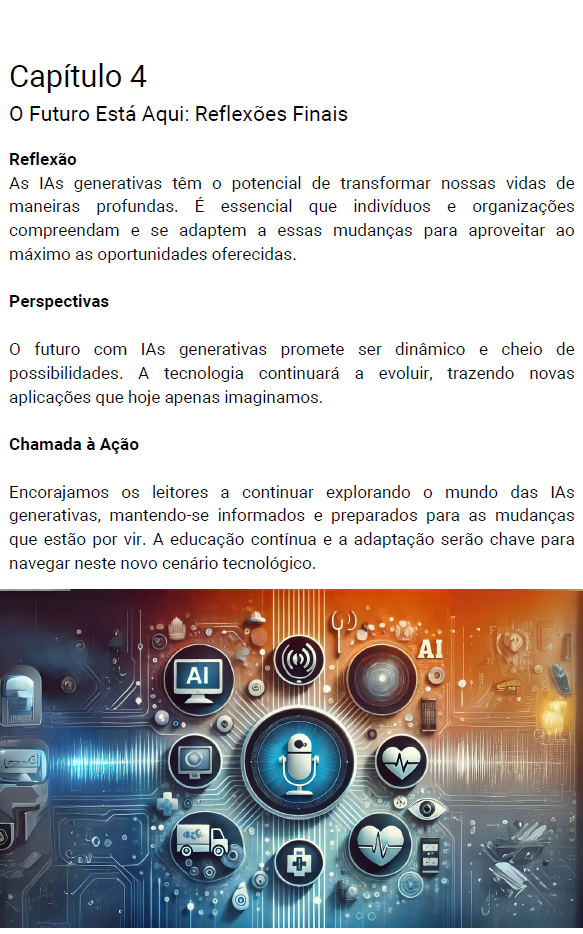 Capítulo 4
O Futuro Está Aqui: Reflexões Finais
Reflexão
As IAs generativas têm o potencial de transformar nossas vidas de
maneiras profundas. É essencial que indivíduos e organizações
compreendam e se adaptem a essas mudanças para aproveitar ao
máximo as oportunidades oferecidas.
Perspectivas
O futuro com IAs generativas promete ser dinâmico e cheio de
possibilidades. A tecnologia continuará a evoluir, trazendo novas
aplicações que hoje apenas imaginamos.
Chamada à Ação
Encorajamos os leitores a continuar explorando o mundo das IAs
generativas, mantendo-se informados e preparados para as mudanças
que estão por vir. A educação contínua e a adaptação serão chave para
navegar neste novo cenário tecnológico.
AI
AI